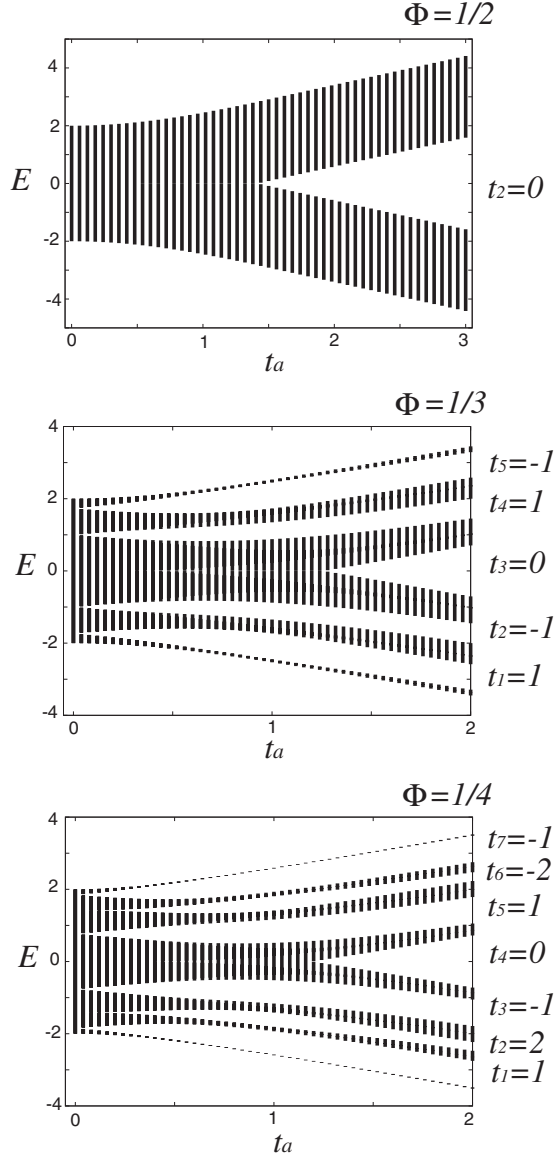 Φ=1/2
4
2
E
0
t2=0
-2
-4
0 1 2 3
ta
Φ=1/3
4
t5=-1
2
t4=1
E
0
t3=0
t2=-1
-2
t1=1
-4
0 1 2
ta
Φ=1/4
4
t7=-1
t6=-2
2
t5=1
E
0
t4=0
t3=-1
-2
t2=2
t1=1
-4
0 1 2
ta